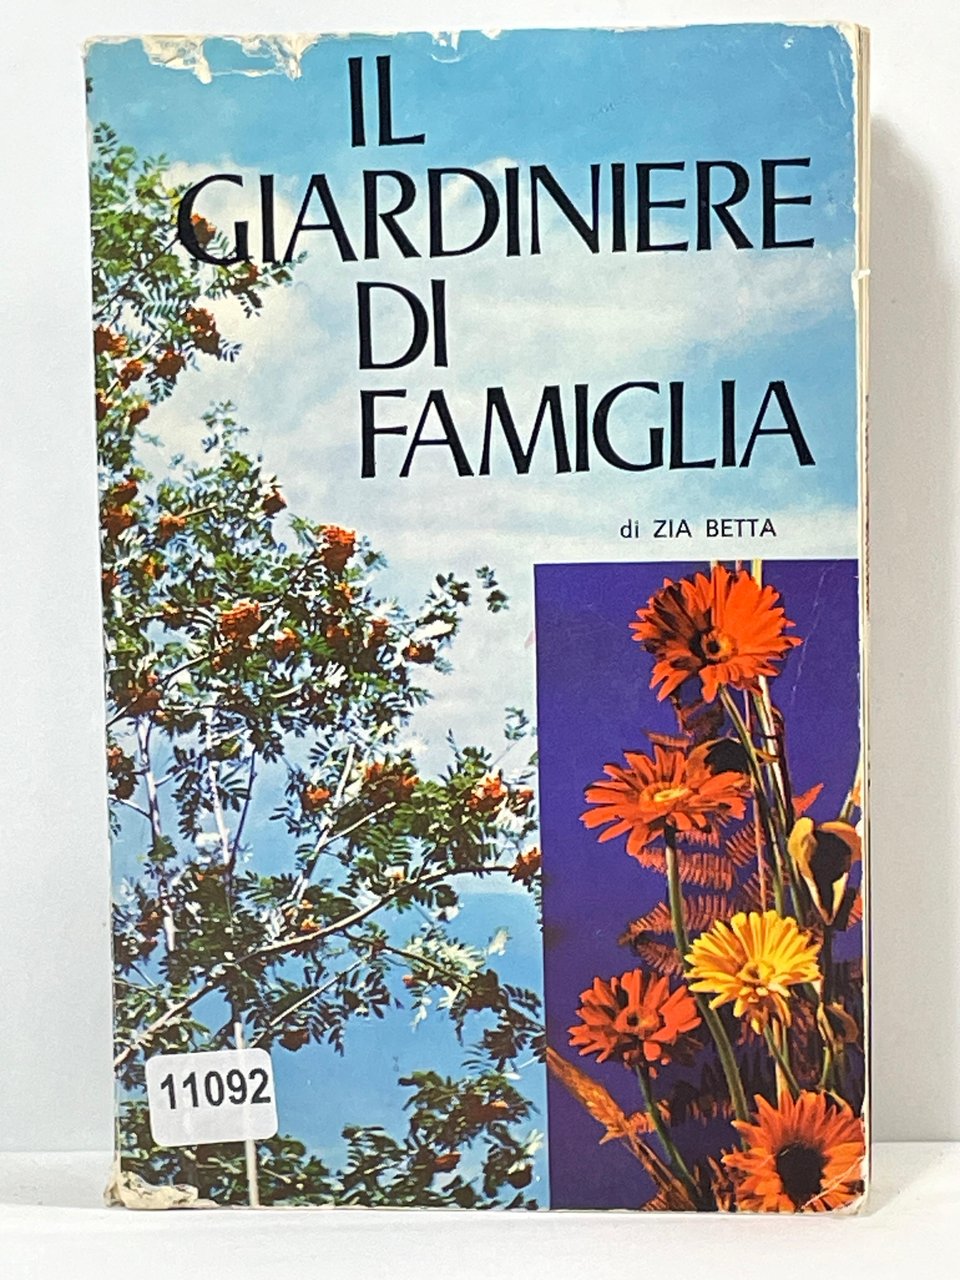 IL
GIARDINIERE
DI
FAMIGLIA
di ZIA BETTA
11092